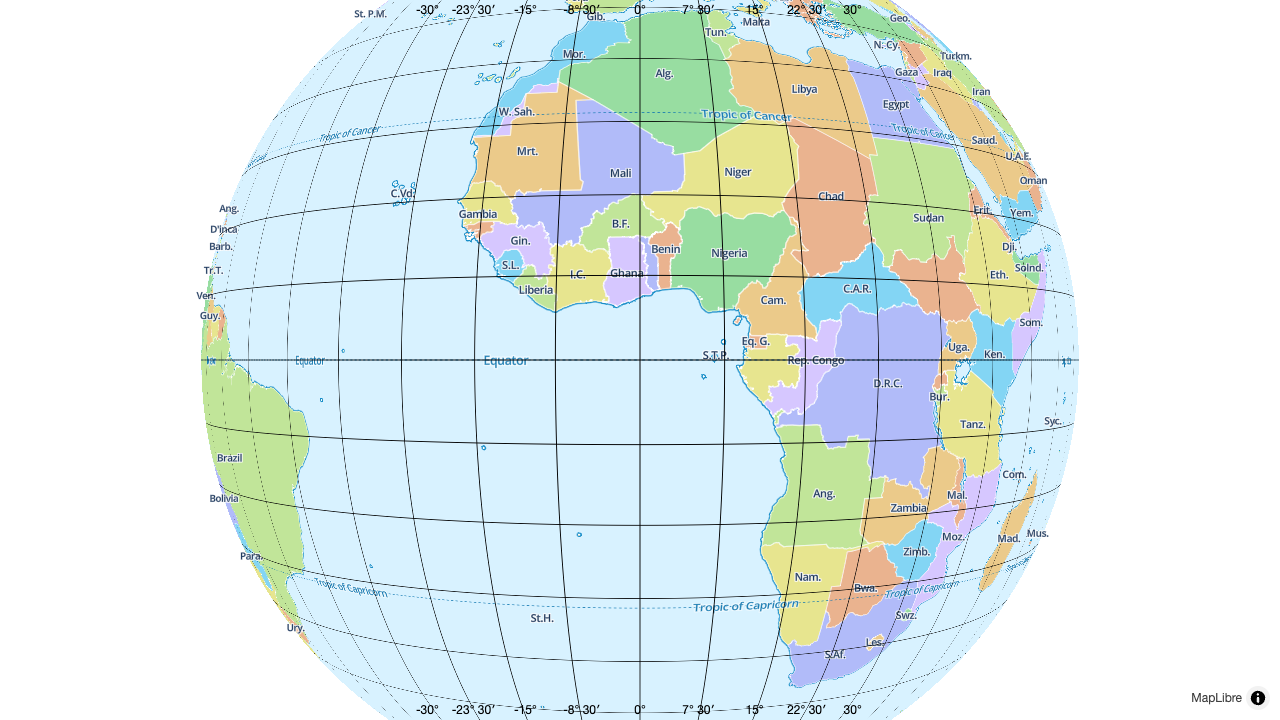 -30° -23° 30′ -15° -8° 30′ 0° 7° 30′ 15° 22° 30′ 30°
St. P.M.
Gib.
Malta
Geo.
Tun.
N. Cy.
Mor.
Turkm.
Alg.
Gaza
Iraq
Libya
Iran
Egypt
W. Sah.
Tropic of Cancer
Tropic of Cancer
Tropic of Cancer
Saud.
Mrt.
U.A.E.
Mali
Niger
Oman
C.Vd.
Chad
Ang.
Gambia
Erit.
Yem.
Sudan
B.F.
D'inca
Gin.
Barb.
Benin
Nigeria
Dji.
S.L.
Tr.T.
I.C.
Ghana
Eth.
Solnd.
Liberia
C.A.R.
Ven.
Cam.
Guy.
Som.
Eq. G.
Uga.
Ken.
S.T.P.
Equator
Equator
Rep. Congo
D.R.C.
Bur.
Syc.
Tanz.
Brazil
Com.
Bolivia
Ang.
Mal.
Zambia
Mus.
Moz.
Mad.
Para.
Zimb.
Nam.
Tropic of Capricorn
Bwa.
Tropic of Capricorn
Tropic of Capricorn
St.H.
Swz.
Ury.
Les.
S.Af.
MapLibre
-30° -23° 30′ -15° -8° 30′ 0° 7° 30′ 15° 22° 30′ 30°